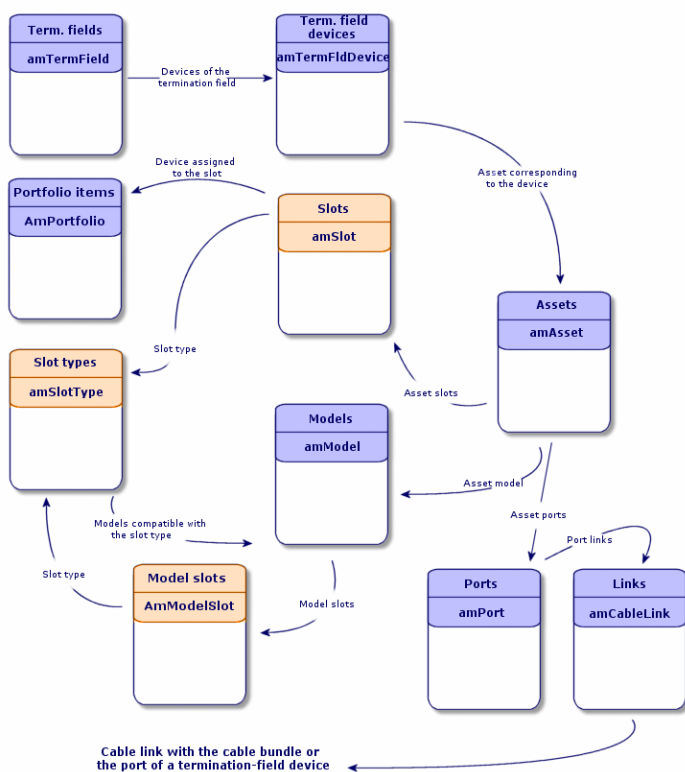 Term. fields
amTermField
Term. field
devices
amTermFldDevice
Devices of the
termination field
Device assigned
to the slot
Asset corresponding
to the device
Portfolio items
AmPortfolio
Slots
amSlot
Assets
amAsset
Slot type
Slot types
amSlotType
Asset slots
Models
amModel
Asset model
Asset ports
Models compatible with
the slot type
Port links
Slot type
Model slots
AmModelSlot
Model slots
Ports
amPort
Links
amCableLink
Cable link with the cable bundle or
the port of a termination-field device